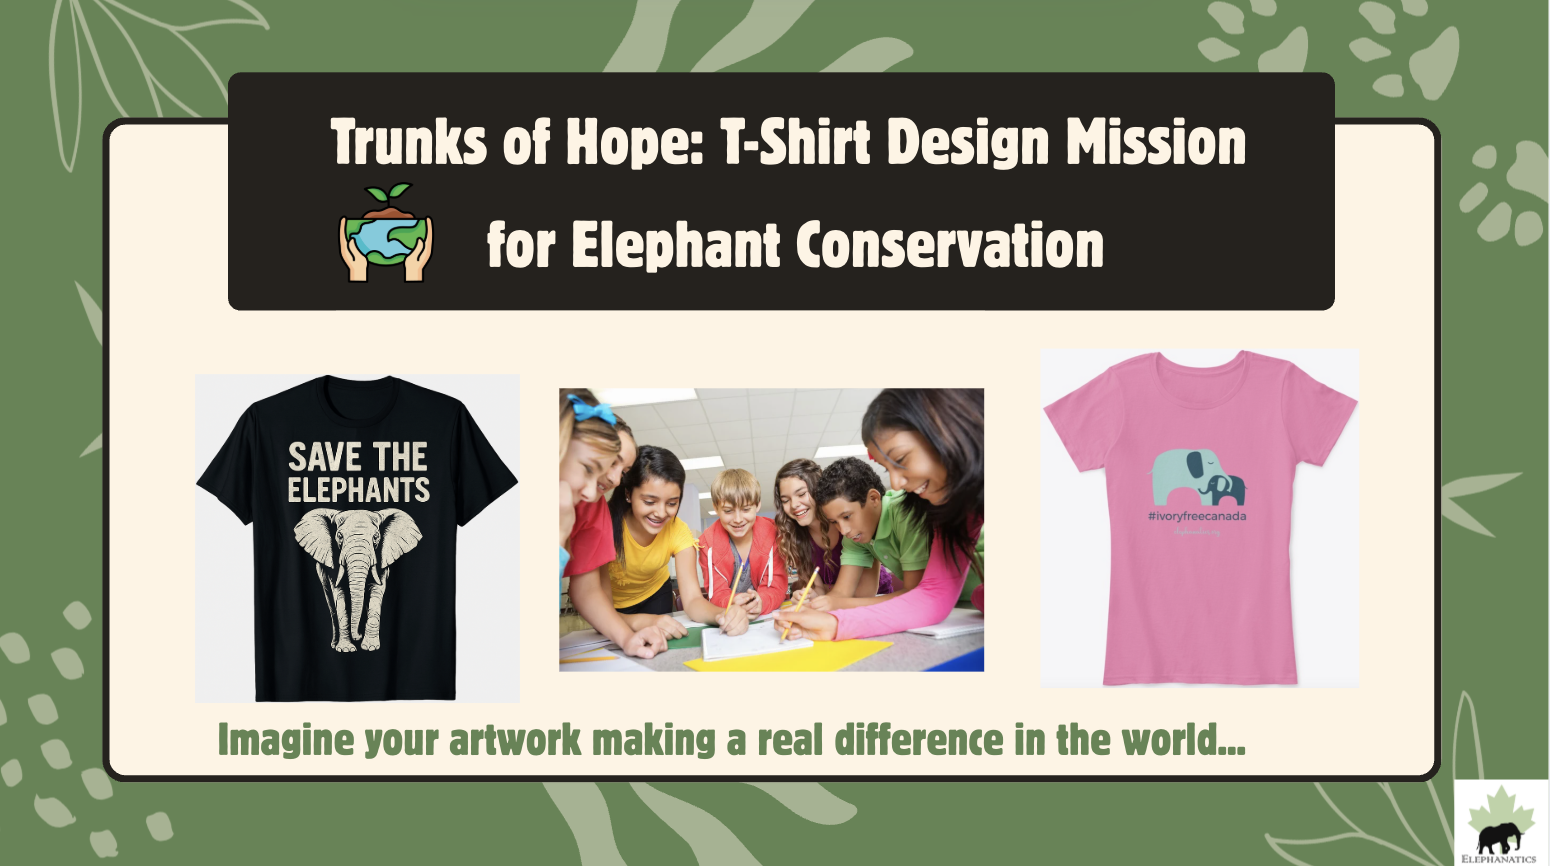 Trunks of Hope: T-Shirt Design Mission
for Elephant Conservation
SAVE THE
ELEPHANTS
#ivoryfreecanada
Imagine your artwork making a real difference in the world...
ELEPHANATICS